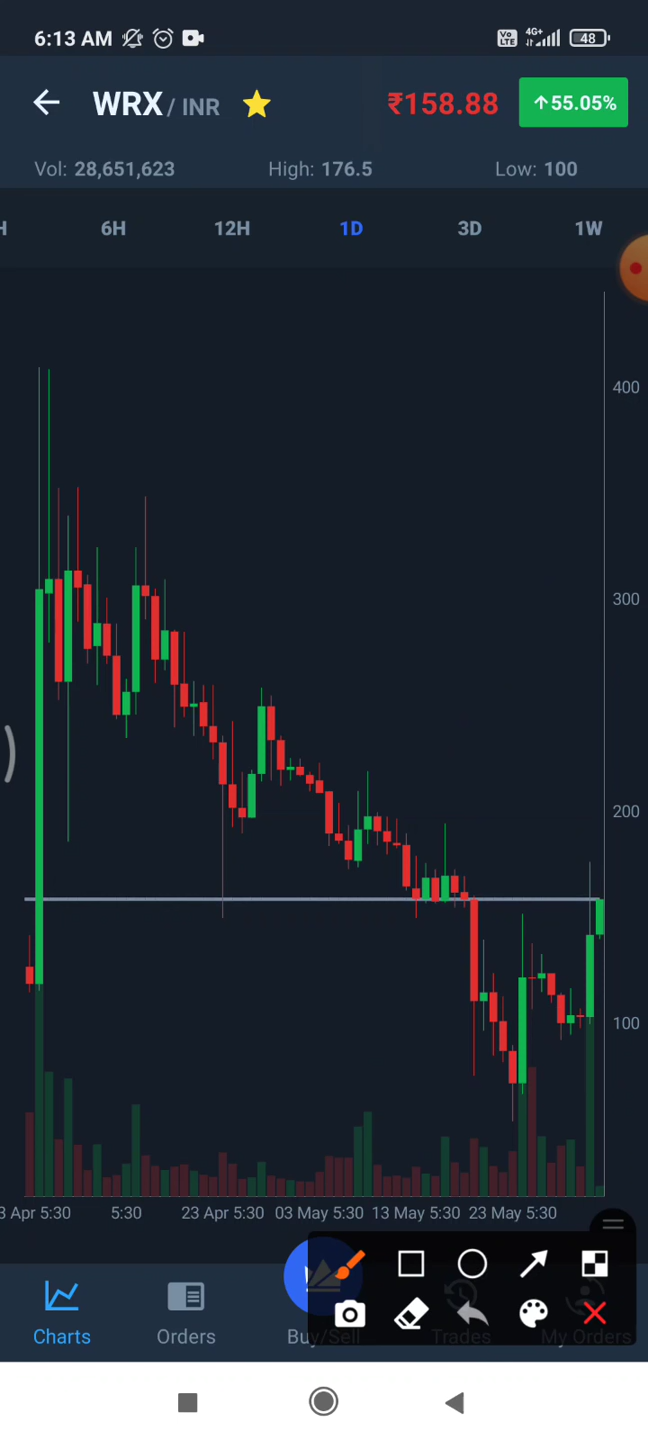 6:13 AM Vo LTE 4G+ 48
WRX / INR ₹158.88 ↑55.05%
Vol: 28,651,623 High: 176.5 Low: 100
H 6H 12H 1D 3D 1W
400
300
200
100
3 Apr 5:30 5:30 23 Apr 5:30 03 May 5:30 13 May 5:30 23 May 5:30
Charts Orders Buy/Sell Trades My Orders